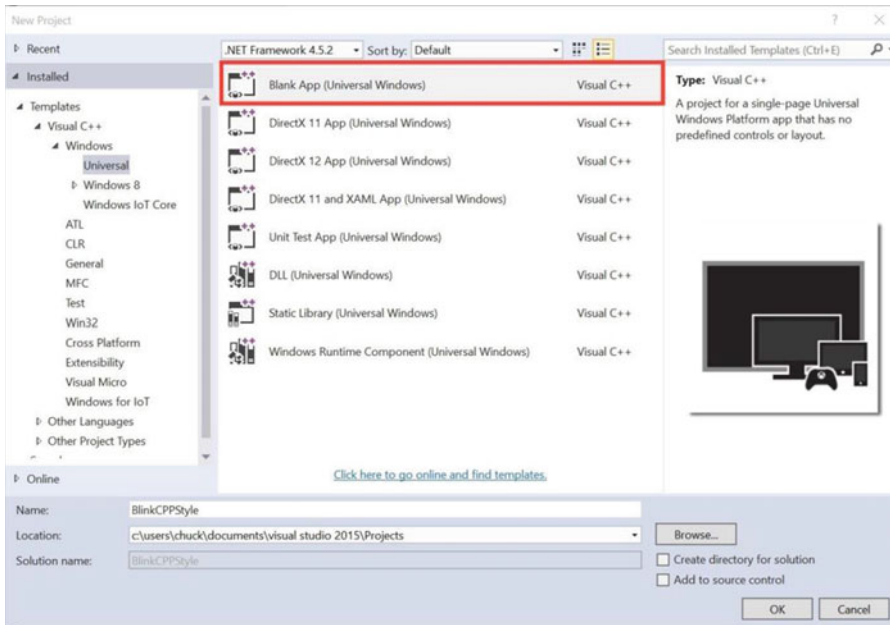 New Project
Recent
.NET Framework 4.5.2 Sort by: Default
Search Installed Templates (Ctrl+E)
Installed
Templates
Visual C++
Windows
Universal
Windows 8
Windows IoT Core
ATL
CLR
General
MFC
Test
Win32
Cross Platform
Extensibility
Visual Micro
Windows for IoT
Other Languages
Other Project Types
Online
Blank App (Universal Windows) Visual C++
DirectX 11 App (Universal Windows) Visual C++
DirectX 12 App (Universal Windows) Visual C++
DirectX 11 and XAML App (Universal Windows) Visual C++
Unit Test App (Universal Windows) Visual C++
DLL (Universal Windows) Visual C++
Static Library (Universal Windows) Visual C++
Windows Runtime Component (Universal Windows) Visual C++
Click here to go online and find templates.
Type: Visual C++
A project for a single-page Universal
Windows Platform app that has no
predefined controls or layout.
Name: BlinkCPPStyle
Location: c:\users\chuck\documents\visual studio 2015\Projects
Browse...
Solution name: BlinkCPPStyle
Create directory for solution
Add to source control
OK Cancel